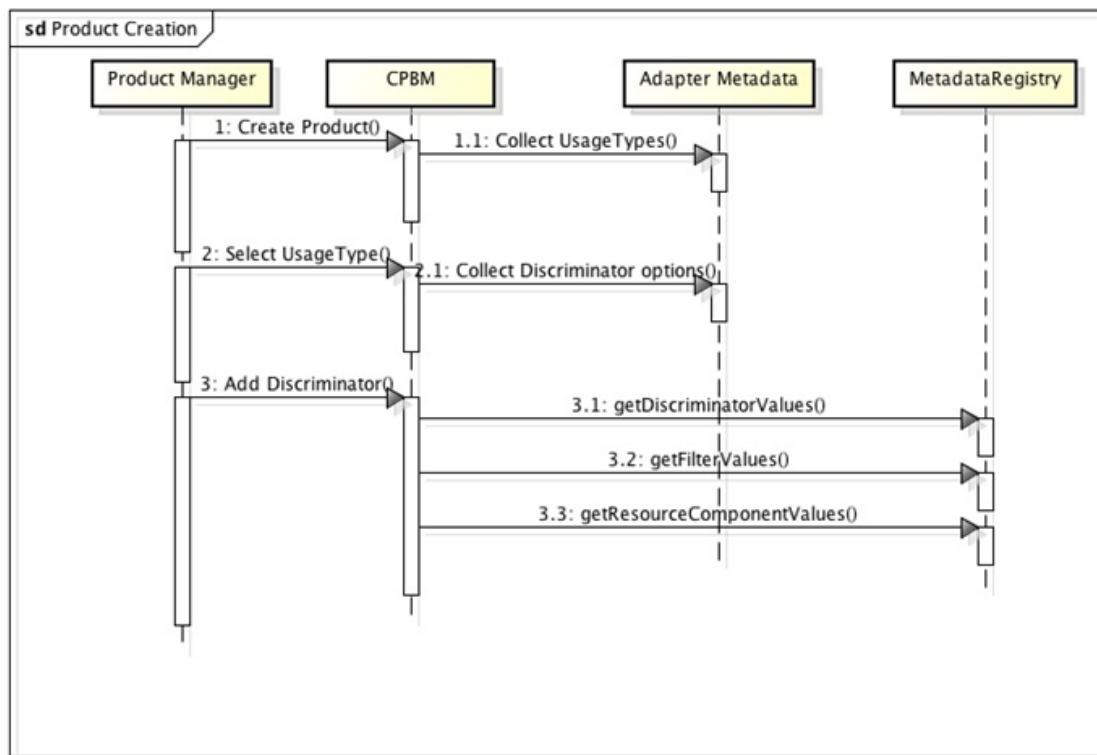 sd Product Creation
Product Manager
CPBM
Adapter Metadata
MetadataRegistry
1: Create Product()
1.1: Collect UsageTypes()
2: Select UsageType()
2.1: Collect Discriminator options()
3: Add Discriminator()
3.1: getDiscriminatorValues()
3.2: getFilterValues()
3.3: getResourceComponentValues()